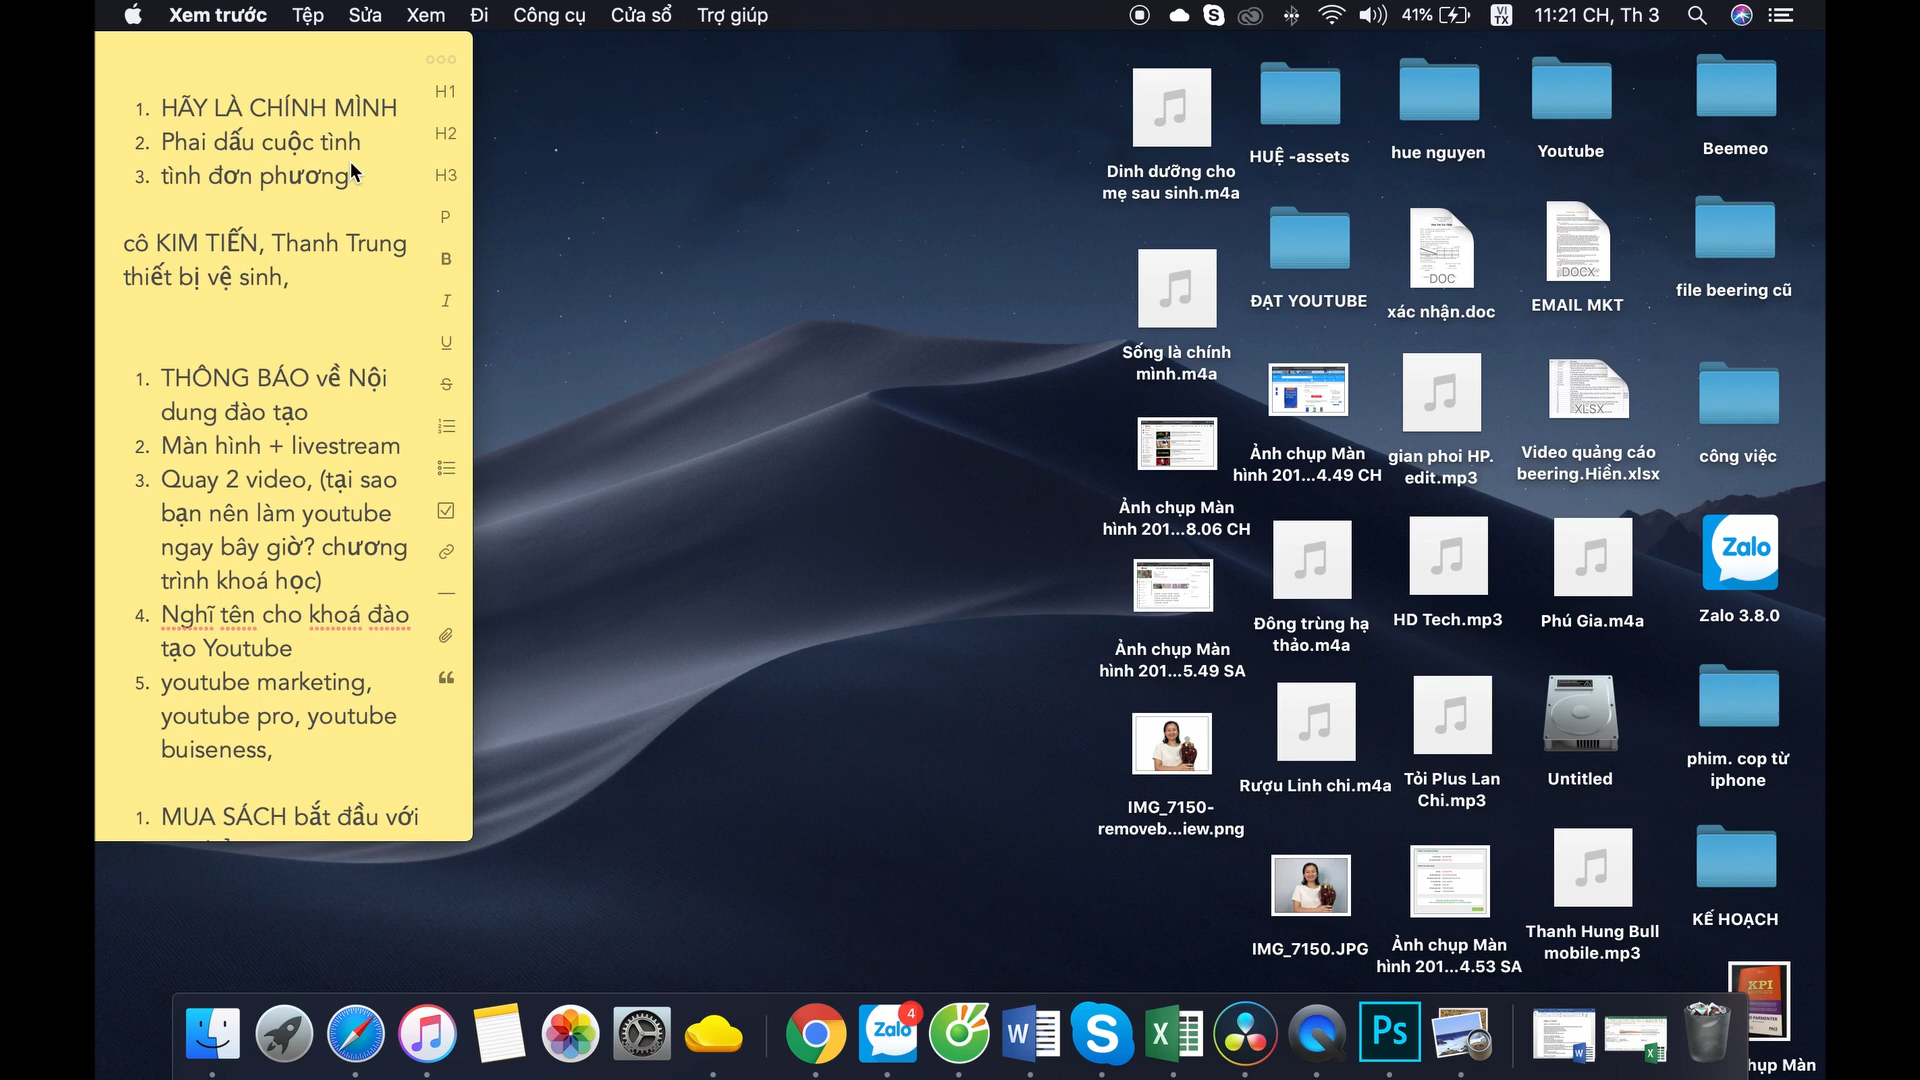 Xem trước Tệp Sửa Xem Đi Công cụ Cửa sổ Trợ giúp
41% VI TX 11:21 CH, Th 3
1. HÃY LÀ CHÍNH MÌNH
2. Phai dấu cuộc tình
3. tình đơn phương
cô KIM TIẾN, Thanh Trung
thiết bị vệ sinh,
1. THÔNG BÁO về Nội
dung đào tạo
2. Màn hình + livestream
3. Quay 2 video, (tại sao
bạn nên làm youtube
ngay bây giờ? chương
trình khoá học)
4. Nghĩ tên cho khoá đào
tạo Youtube
5. youtube marketing,
youtube pro, youtube
buiseness,
1. MUA SÁCH bắt đầu với
H1
H2
H3
P
B
I
U
S
Dinh dưỡng cho
mẹ sau sinh.m4a
HUỆ -assets
hue nguyen
Youtube
Beemeo
Sống là chính
mình.m4a
ĐẠT YOUTUBE
DOC
xác nhận.doc
DOCX
EMAIL MKT
file beering cũ
Ảnh chụp Màn
hình 201...8.06 CH
Ảnh chụp Màn
hình 201...4.49 CH
gian phoi HP.
edit.mp3
XLSX
Video quảng cáo
beering.Hiền.xlsx
công việc
Ảnh chụp Màn
hình 201...5.49 SA
Đông trùng hạ
thảo.m4a
HD Tech.mp3
Phú Gia.m4a
Zalo
Zalo 3.8.0
IMG_7150-
removeb...iew.png
Rượu Linh chi.m4a
Tỏi Plus Lan
Chi.mp3
Untitled
phim. cop từ
iphone
IMG_7150.JPG
Ảnh chụp Màn
hình 201...4.53 SA
Thanh Hung Bull
mobile.mp3
KẾ HOẠCH
KPI
PARMENTER
hụp Màn
Zalo 4 W S X Ps W X